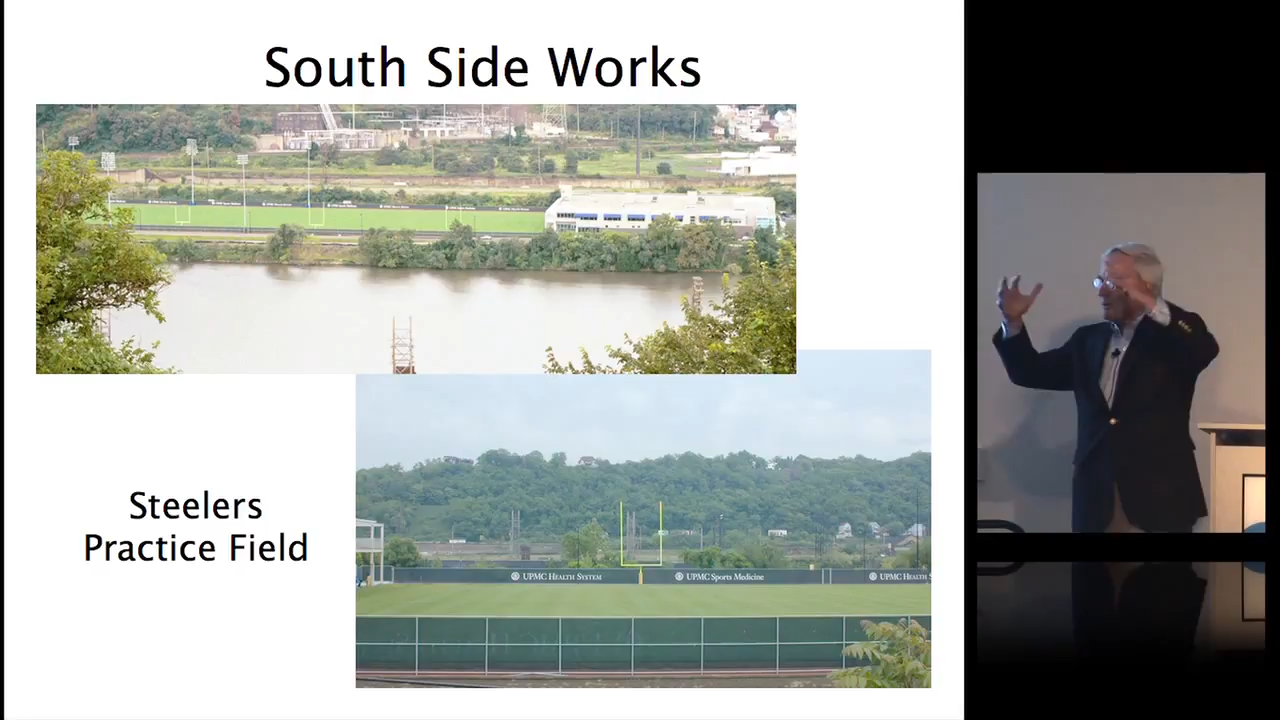 South Side Works
Steelers
Practice Field
UPMC HEALTH SYSTEM
UPMC Sports Medicine
UPMC HEALTH S